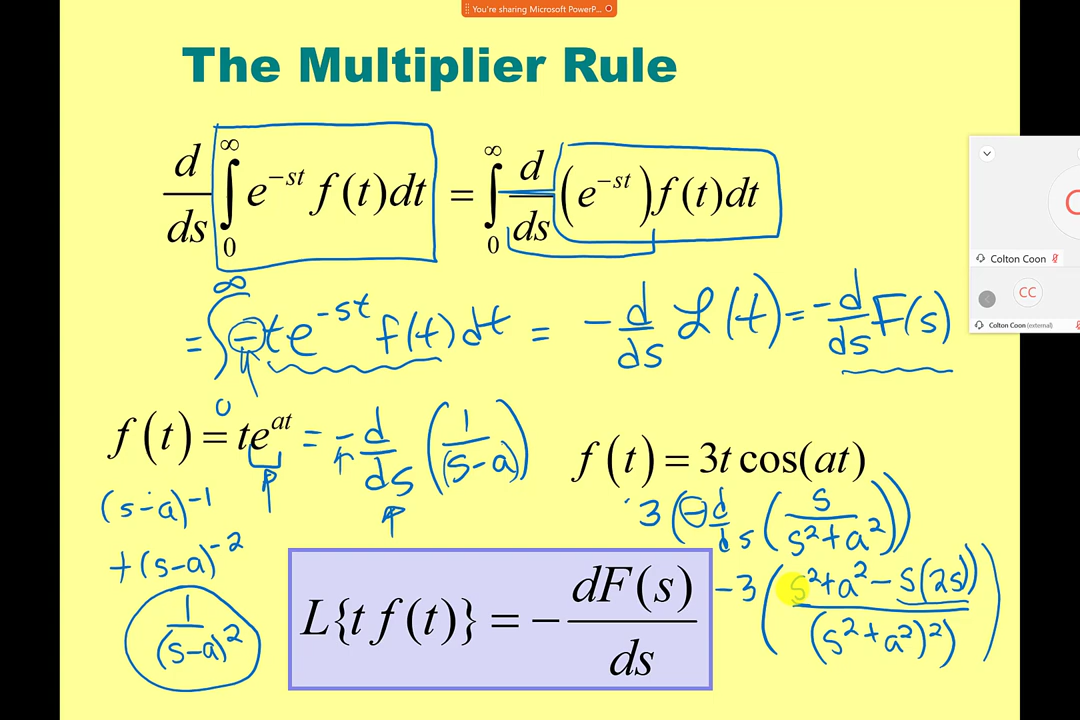 You're sharing Microsoft PowerP...
The Multiplier Rule
d/ds ∫₀^∞ e^{-st} f(t)dt = ∫₀^∞ d/ds (e^{-st}) f(t)dt
Colton Coon
CC
Colton Coon (external)
= ∫₀^∞ -te^{-st} f(t)dt = -d/ds ℒ(t) = -d/ds F(s)
f(t) = te^{at} = -d/ds (1/(s-a))
f(t) = 3t cos(at)
(s-a)^{-1}
3(-d/ds (s/(s²+a²)))
+(s-a)^{-2}
-3((s²+a²-s(2s))/(s²+a²)²)
1/(s-a)²
L{t f(t)} = -dF(s)/ds